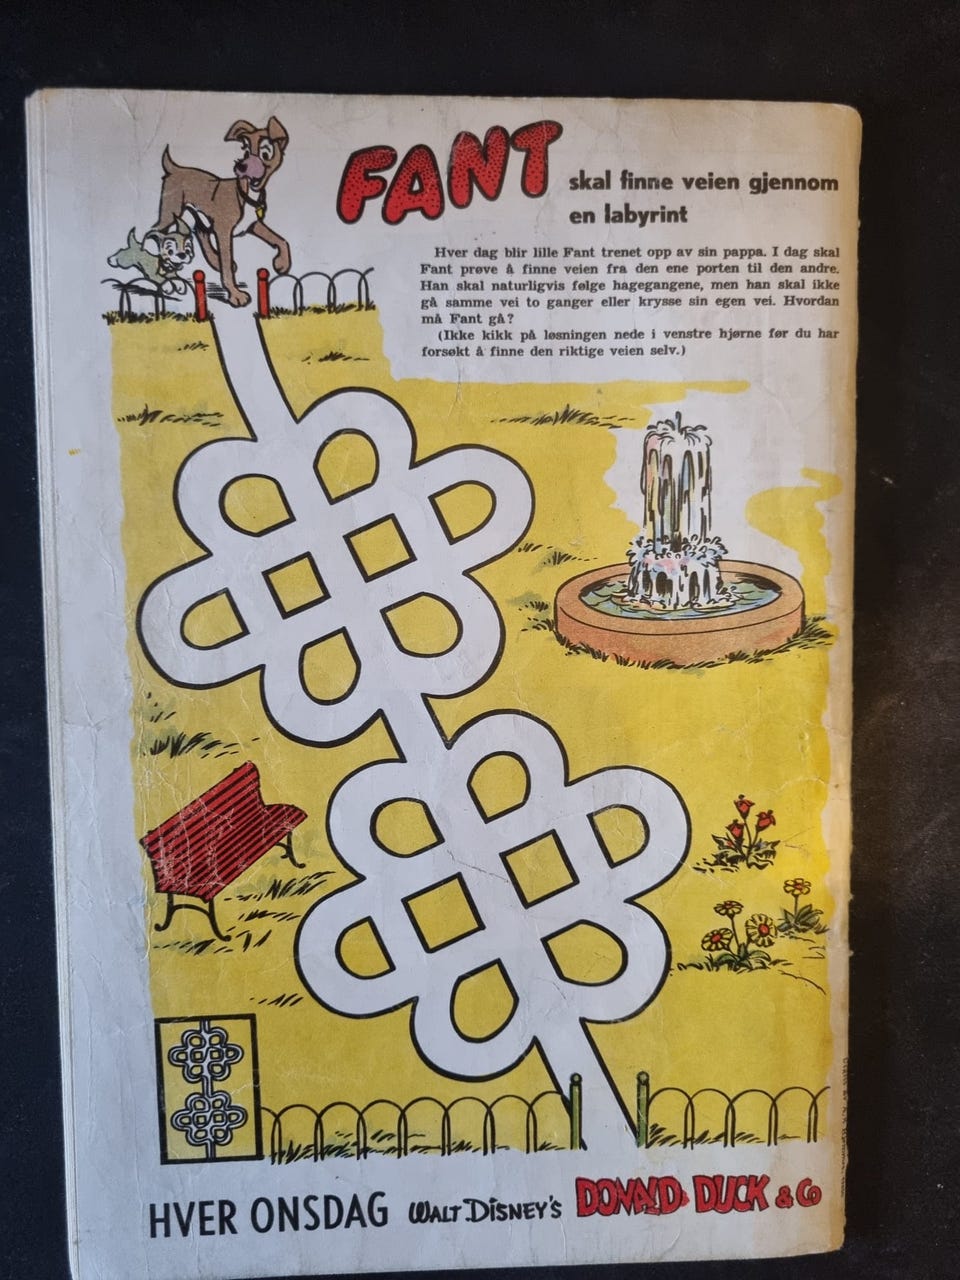 FANT
skal finne veien gjennom
en labyrint
Hver dag blir lille Fant trenet opp av sin pappa. I dag skal
Fant prøve å finne veien fra den ene porten til den andre.
Han skal naturligvis følge hagegangene, men han skal ikke
gå samme vei to ganger eller krysse sin egen vei. Hvordan
må Fant gå?
(Ikke kikk på løsningen nede i venstre hjørne før du har
forsøkt å finne den riktige veien selv.)
HVER ONSDAG WALT DISNEY'S DONALD DUCK & Co